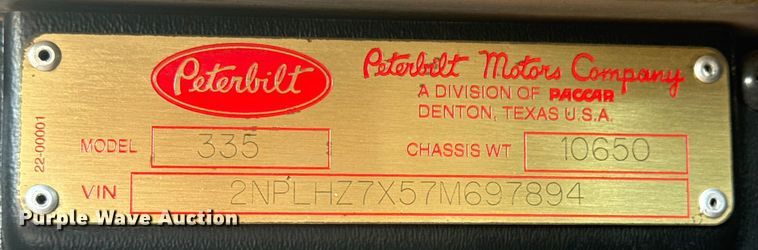 Peterbilt
Peterbilt Motors Company
A DIVISION OF PACCAR
DENTON, TEXAS U.S.A.
22-00001
MODEL 335
CHASSIS WT 10650
VIN 2NPLHZ7X57M697894
Purple Wave Auction